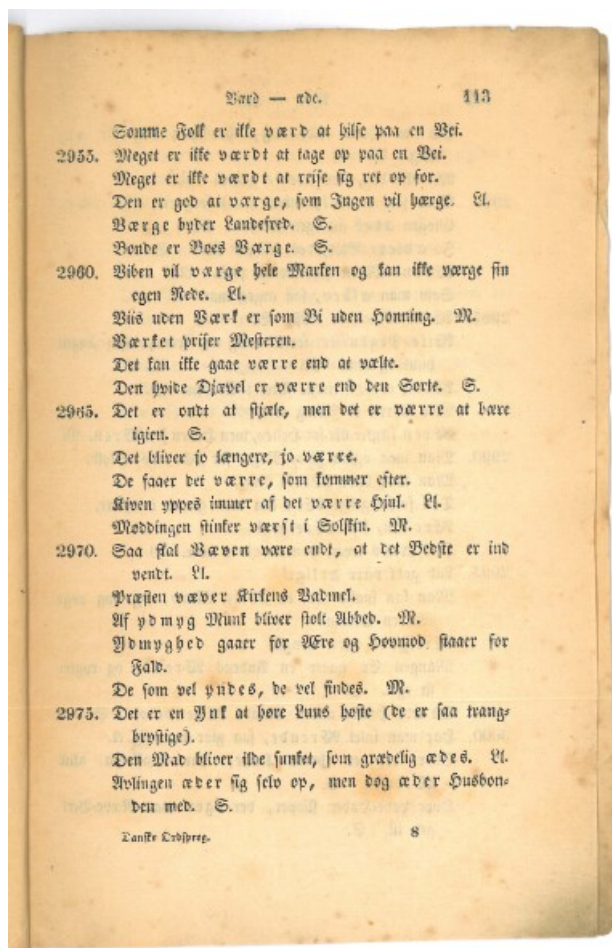 Værd — æde. 113
Somme Folk er ikke værd at hilse paa en Vei.
2955. Meget er ikke værdt at tage op paa en Vei.
Meget er ikke værdt at reise sig ret op for.
Den er god at værge, som Ingen vil hærge. Ll.
Værge byder Landefred. S.
Bonde er Boes Værge. S.
2960. Viben vil værge hele Marken og kan ikke værge sin
egen Rede. Ll.
Viis uden Værk er som Bi uden Honning. M.
Værket priser Mesteren.
Det kan ikke gaae værre end at vælte.
Den hvide Djævel er værre end den Sorte. S.
2965. Det er ondt at stjæle, men det er værre at bære
igien. S.
Det bliver jo længere, jo værre.
De faaer det værre, som kommer efter.
Kiven yppes immer af det værre Hjul. Ll.
Møddingen stinker værst i Solskin. M.
2970. Saa skal Væven være endt, at det Bedste er ind
vendt. Ll.
Præsten væver Kirkens Vadmel.
Af ydmyg Munk bliver stolt Abbed. M.
Ydmyghed gaaer for Ære og Hovmod staaer for
Fald.
De som vel yndes, de vel findes. M.
2975. Det er en Ynk at høre Luus hoste (de er saa trang-
brystige).
Den Mad bliver ilde sunket, som grædelig ædes. Ll.
Avlingen æder sig selv op, men dog æder Husbon-
den med. S.
Danske Ordsprog. 8